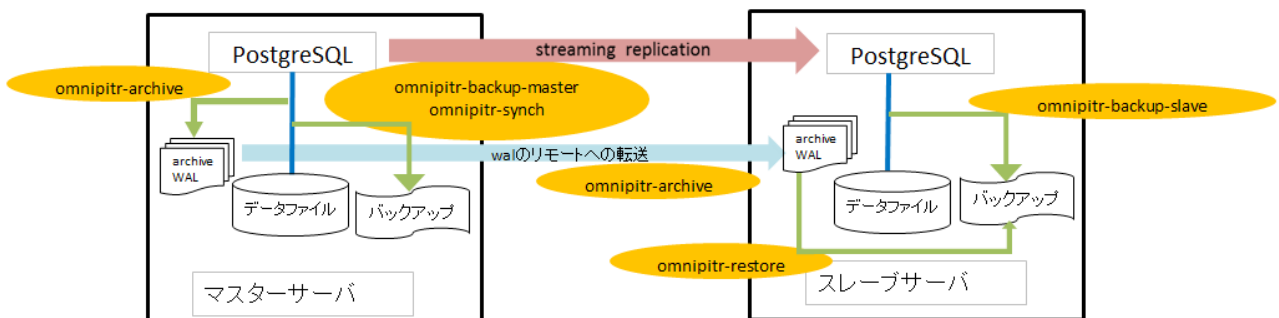 PostgreSQL
streaming replication
PostgreSQL
omnipitr-archive
omnipitr-backup-master
omnipitr-synch
omnipitr-backup-slave
archive
WAL
walのリモートへの転送
archive
WAL
omnipitr-archive
データファイル
バックアップ
データファイル
バックアップ
omnipitr-restore
マスターサーバ
スレーブサーバ